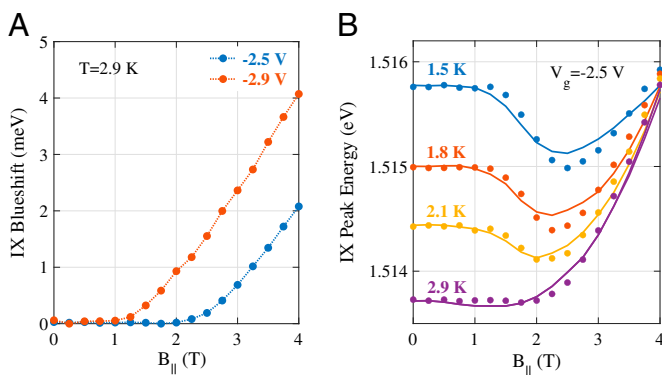 A
B
T=2.9 K
-2.5 V
-2.9 V
IX Blueshift (meV)
5
4
3
2
1
0
0
1
2
3
4
B|| (T)
V_g=-2.5 V
1.5 K
1.8 K
2.1 K
2.9 K
IX Peak Energy (eV)
1.516
1.515
1.514
0
1
2
3
4
B|| (T)